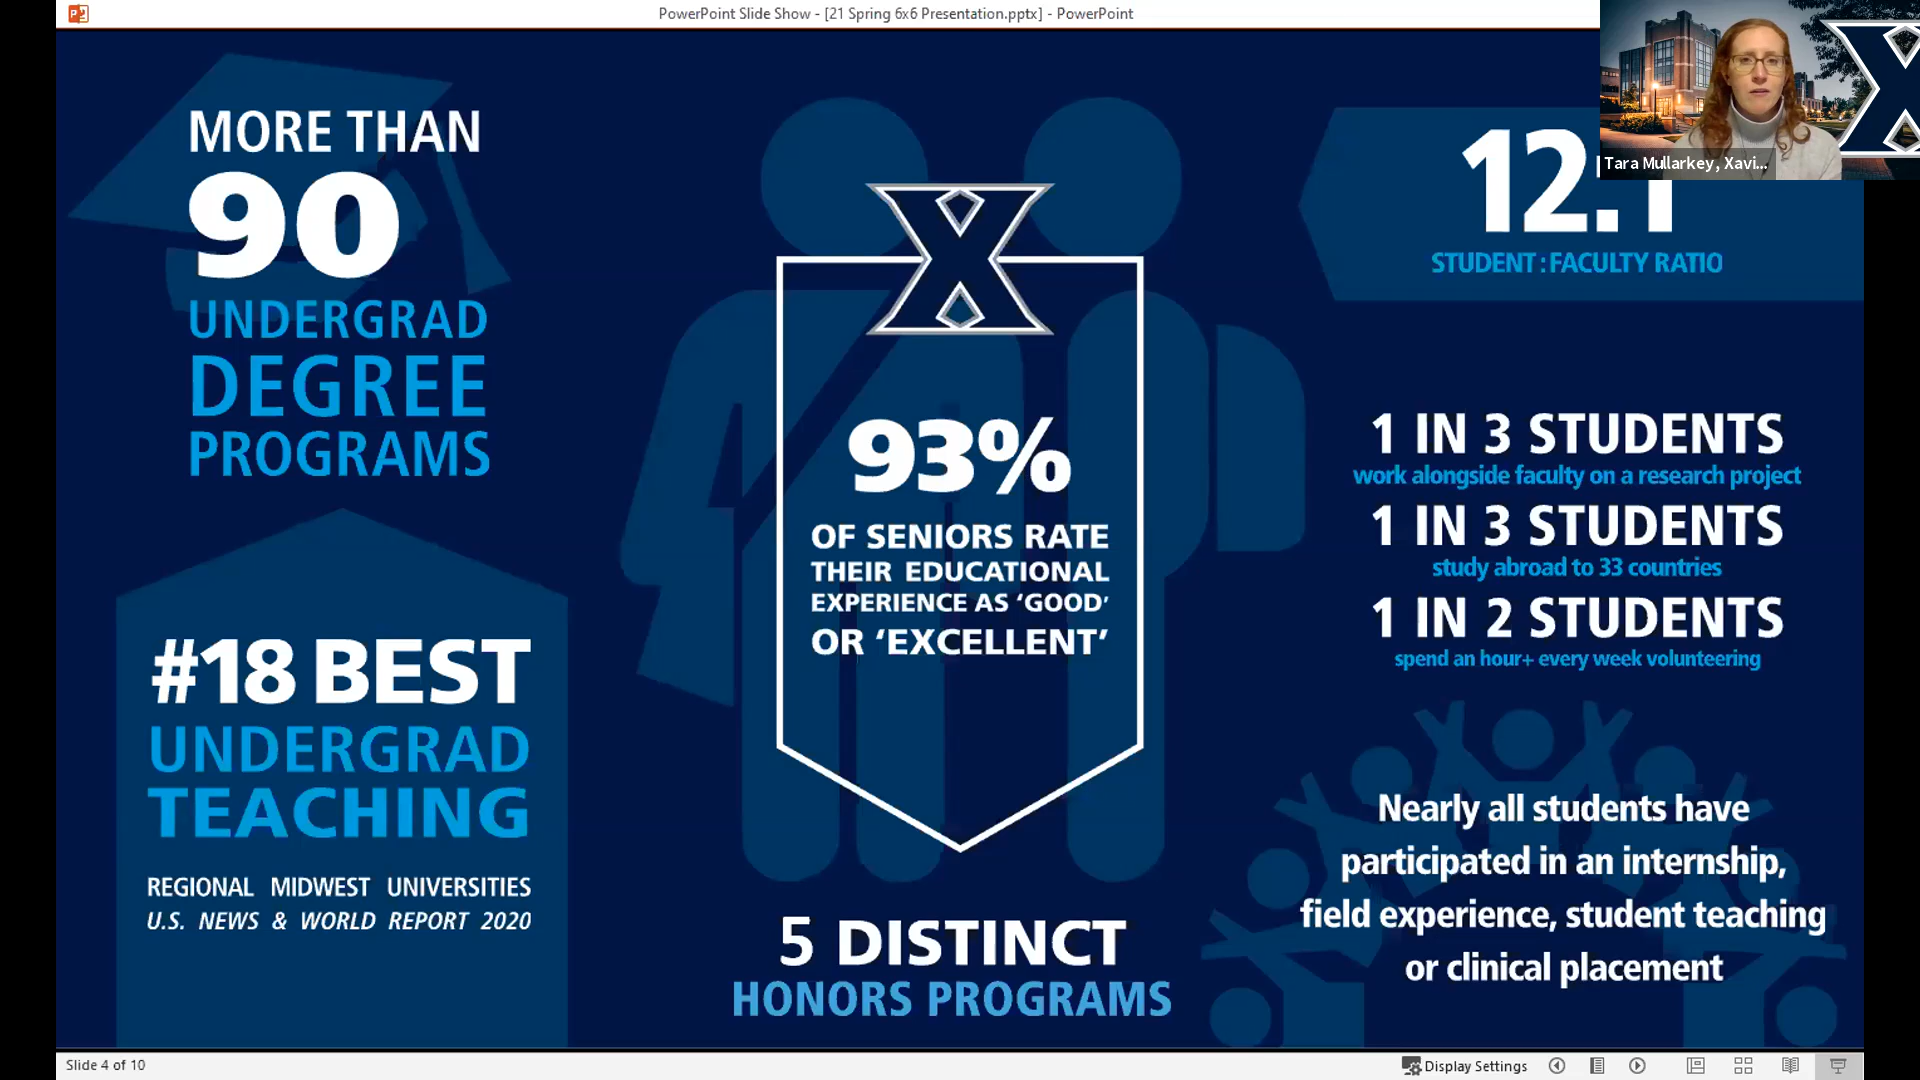 PowerPoint Slide Show - [21 Spring 6x6 Presentation.pptx] - PowerPoint
MORE THAN
90
UNDERGRAD
DEGREE
PROGRAMS
#18 BEST
UNDERGRAD
TEACHING
REGIONAL MIDWEST UNIVERSITIES
U.S. NEWS & WORLD REPORT 2020
X
93%
OF SENIORS RATE
THEIR EDUCATIONAL
EXPERIENCE AS ‘GOOD’
OR ‘EXCELLENT’
5 DISTINCT
HONORS PROGRAMS
X
Tara Mullarkey, Xavi...
12:1
STUDENT : FACULTY RATIO
1 IN 3 STUDENTS
work alongside faculty on a research project
1 IN 3 STUDENTS
study abroad to 33 countries
1 IN 2 STUDENTS
spend an hour+ every week volunteering
Nearly all students have
participated in an internship,
field experience, student teaching
or clinical placement
Slide 4 of 10
Display Settings